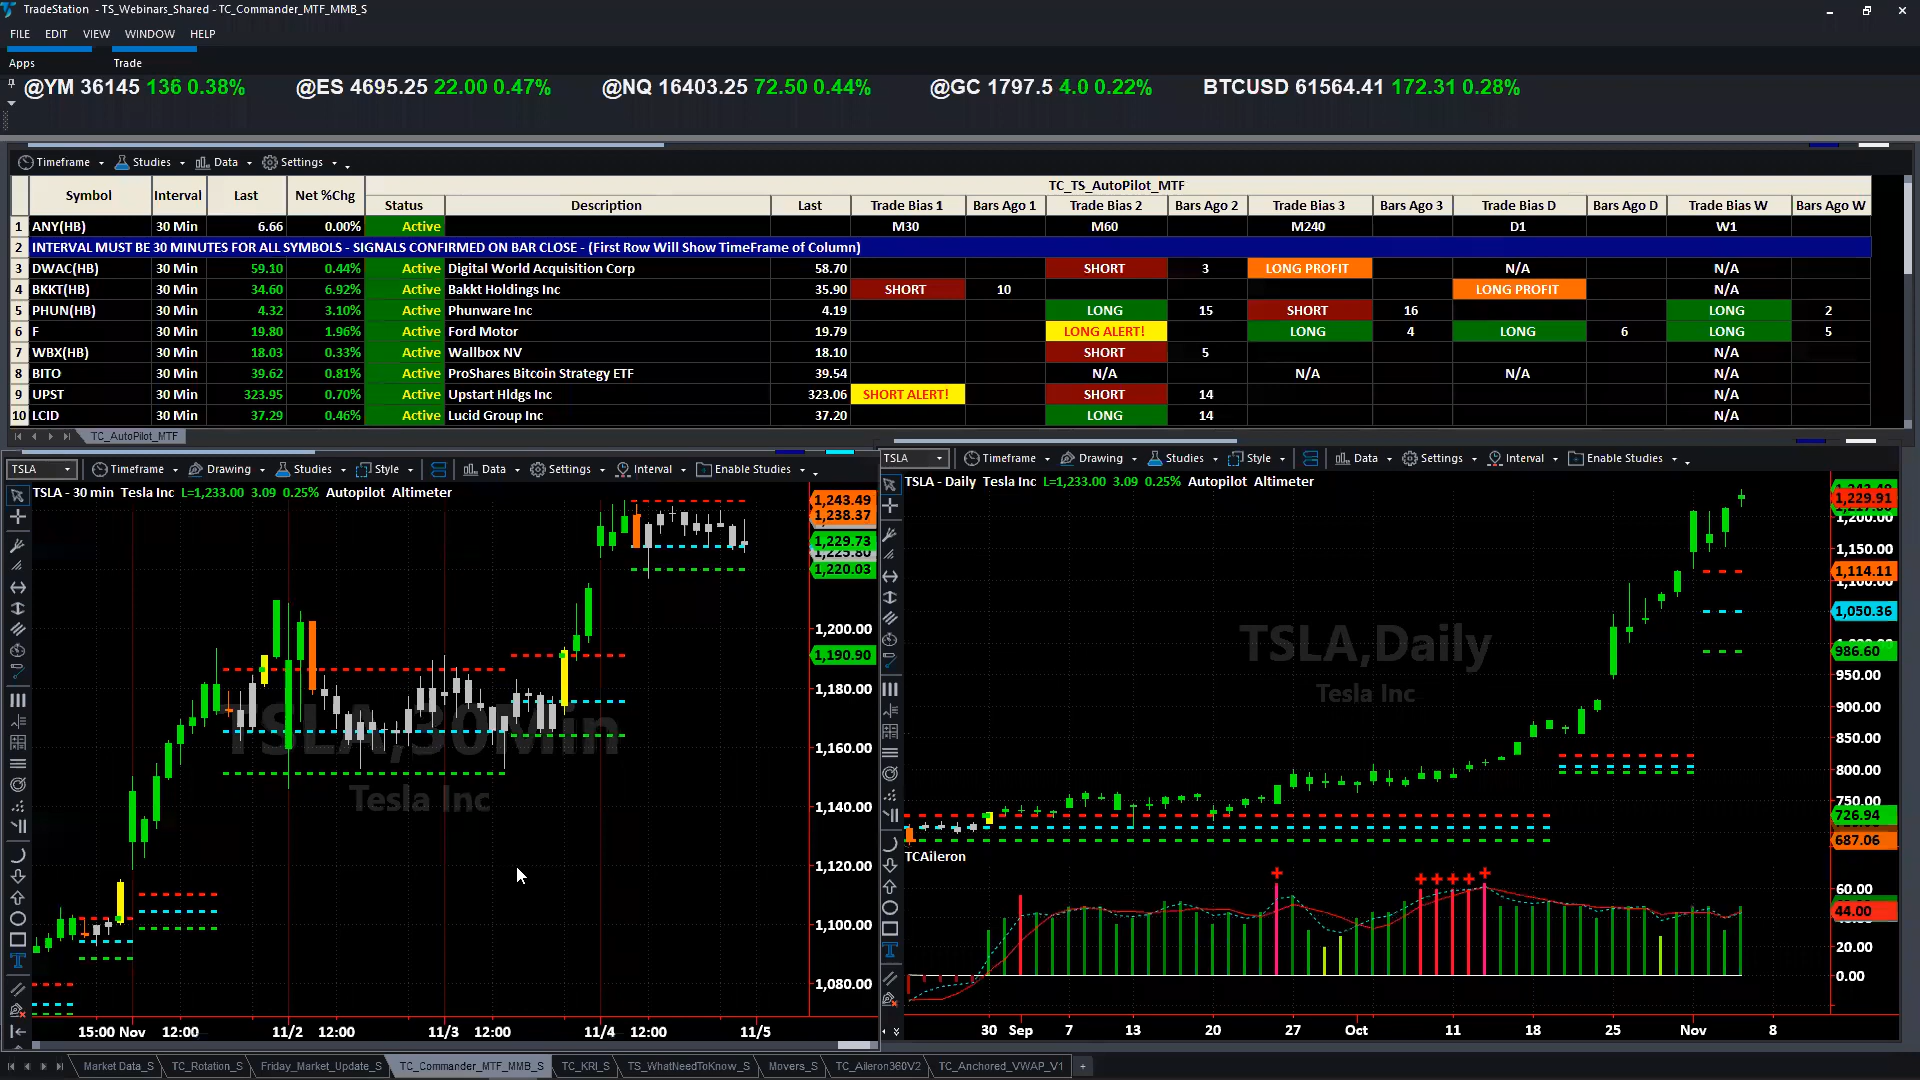 TradeStation - TS_Webinars_Shared - TC_Commander_MTF_MMB_S
FILE EDIT VIEW WINDOW HELP
Apps Trade
@YM 36145 136 0.38% @ES 4695.25 22.00 0.47% @NQ 16403.25 72.50 0.44% @GC 1797.5 4.0 0.22% BTCUSD 61564.41 172.31 0.28%
Timeframe Studies Data Settings
TC_TS_AutoPilot_MTF
Symbol Interval Last Net %Chg Status Description Last Trade Bias 1 Bars Ago 1 Trade Bias 2 Bars Ago 2 Trade Bias 3 Bars Ago 3 Trade Bias D Bars Ago D Trade Bias W Bars Ago W
1 ANY(HB) 30 Min 6.66 0.00% Active M30 M60 M240 D1 W1
2 INTERVAL MUST BE 30 MINUTES FOR ALL SYMBOLS - SIGNALS CONFIRMED ON BAR CLOSE - (First Row Will Show TimeFrame of Column)
3 DWAC(HB) 30 Min 59.10 0.44% Active Digital World Acquisition Corp 58.70 SHORT 3 LONG PROFIT N/A N/A
4 BKKT(HB) 30 Min 34.60 6.92% Active Bakkt Holdings Inc 35.90 SHORT 10 LONG PROFIT N/A
5 PHUN(HB) 30 Min 4.32 3.10% Active Phunware Inc 4.19 LONG 15 SHORT 16 LONG 2
6 F 30 Min 19.80 1.96% Active Ford Motor 19.79 LONG ALERT! LONG 4 LONG 6 LONG 5
7 WBX(HB) 30 Min 18.03 0.33% Active Wallbox NV 18.10 SHORT 5 N/A
8 BITO 30 Min 39.62 0.81% Active ProShares Bitcoin Strategy ETF 39.54 N/A N/A N/A N/A
9 UPST 30 Min 323.95 0.70% Active Upstart Hldgs Inc 323.06 SHORT ALERT! SHORT 14 N/A
10 LCID 30 Min 37.29 0.46% Active Lucid Group Inc 37.20 LONG 14 N/A
TC_AutoPilot_MTF
TSLA Timeframe Drawing Studies Style Data Settings Interval Enable Studies
TSLA - 30 min Tesla Inc L=1,233.00 3.09 0.25% Autopilot Altimeter
1,243.49
1,238.37
1,229.73
1,220.03
1,200.00
1,190.90
1,180.00
1,160.00
1,140.00
1,120.00
1,100.00
1,080.00
TSLA,30Min
Tesla Inc
15:00 Nov 12:00 11/2 12:00 11/3 12:00 11/4 12:00 11/5
TSLA Timeframe Drawing Studies Style Data Settings Interval Enable Studies
TSLA - Daily Tesla Inc L=1,233.00 3.09 0.25% Autopilot Altimeter
1,229.91
1,200.00
1,150.00
1,114.11
1,100.00
1,050.36
986.60
950.00
900.00
850.00
800.00
750.00
726.94
687.06
TSLA,Daily
Tesla Inc
TCAileron
60.00
44.00
20.00
0.00
30 Sep 7 13 20 27 Oct 11 18 25 Nov 8
Market Data_S TC_Rotation_S Friday_Market_Update_S TC_Commander_MTF_MMB_S TC_KRI_S TS_WhatNeedToKnow_S Movers_S TC_Aileron360V2 TC_Anchored_VWAP_V1 +